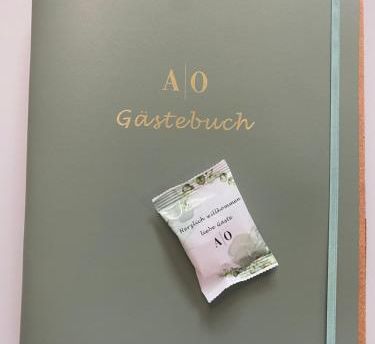 A|O
Gästebuch
Herzlich willkommen
liebe Gäste
A|O